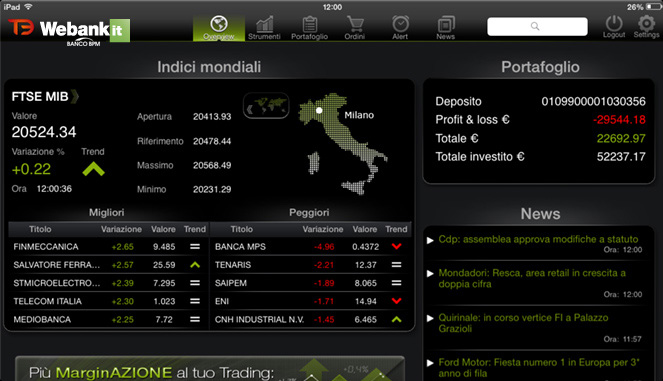 iPad 12:00 26%
T3 Webank.it
BANCO BPM
Overview Strumenti Portafoglio Ordini Alert News Logout Settings
Indici mondiali
FTSE MIB
Valore
20524.34
Variazione % Trend
+0.22
Ora 12:00:36
Apertura 20413.93
Riferimento 20478.44
Massimo 20568.49
Minimo 20231.29
Milano
Migliori
Titolo Variazione Valore Trend
FINMECCANICA +2.65 9.485
SALVATORE FERRA... +2.57 25.59
STMICROELECTRO... +2.39 7.295
TELECOM ITALIA +2.30 1.023
MEDIOBANCA +2.25 7.72
Peggiori
Titolo Variazione Valore Trend
BANCA MPS -4.96 0.4372
TENARIS -2.21 12.37
SAIPEM -1.89 8.065
ENI -1.71 14.94
CNH INDUSTRIAL N.V. -1.45 6.465
Più MarginAZIONE al tuo Trading:
Portafoglio
Deposito 0109900001030356
Profit & loss € -29544.18
Totale € 22692.97
Totale investito € 52237.17
News
Cdp: assemblea approva modifiche a statuto
Ora: 12:00
Mondadori: Resca, area retail in crescita a
doppia cifra
Ora: 12:00
Quirinale: in corso vertice FI a Palazzo
Grazioli
Ora: 11:57
Ford Motor: Fiesta numero 1 in Europa per 3°
anno di fila